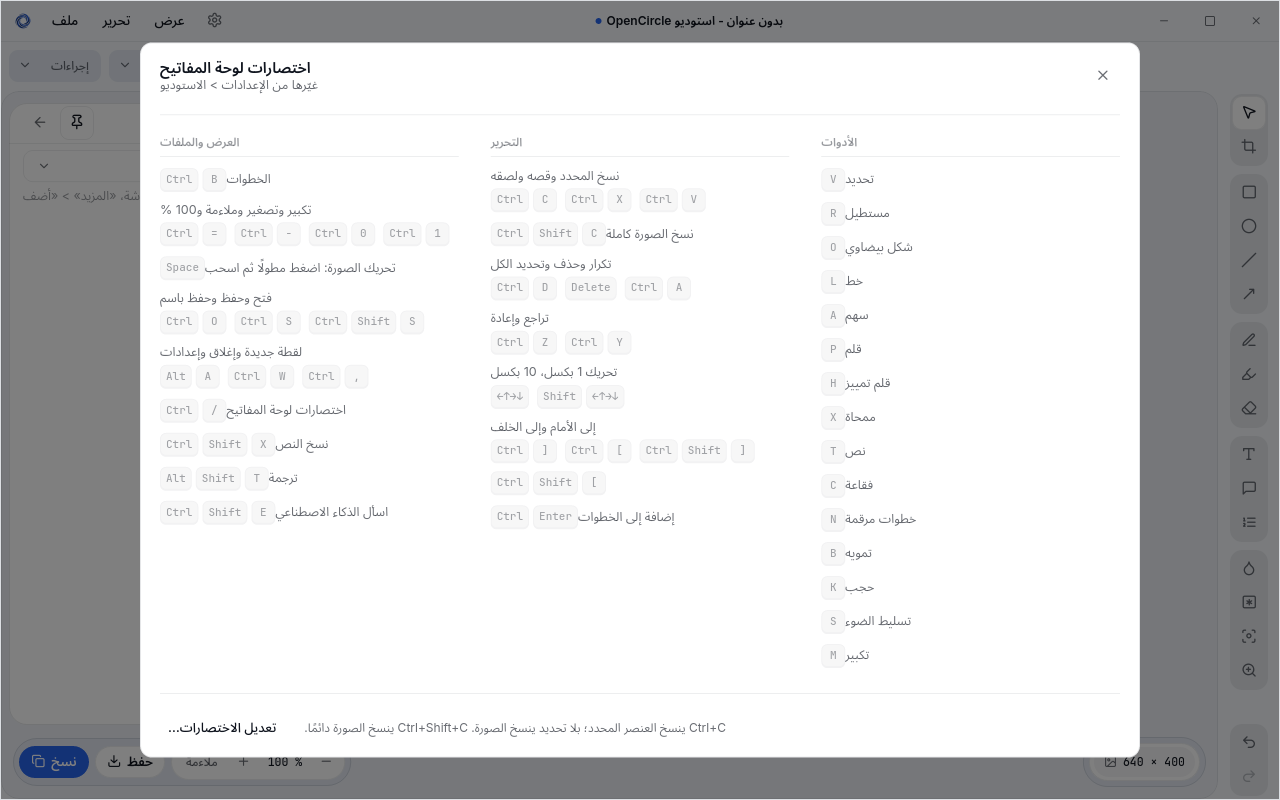 ملف
تحرير
عرض
بدون عنوان - استوديو OpenCircle
إجراءات
اختصارات لوحة المفاتيح
غيّرها من الإعدادات > الاستوديو
الأدوات
تحديد V
مستطيل R
شكل بيضاوي O
خط L
سهم A
قلم P
قلم تمييز H
ممحاة X
نص T
فقاعة C
خطوات مرقمة N
تمويه B
حجب K
تسليط الضوء S
تكبير M
التحرير
نسخ المحدد وقصه ولصقه
Ctrl C Ctrl X Ctrl V
نسخ الصورة كاملة Ctrl Shift C
تكرار وحذف وتحديد الكل
Ctrl D Delete Ctrl A
تراجع وإعادة
Ctrl Z Ctrl Y
تحريك 1 بكسل، 10 بكسل
←↑→↓ Shift ←↑→↓
إلى الأمام وإلى الخلف
Ctrl ] Ctrl [ Ctrl Shift ]
Ctrl Shift [
إضافة إلى الخطوات Ctrl Enter
العرض والملفات
الخطوات Ctrl B
تكبير وتصغير وملاءمة و100 %
Ctrl = Ctrl - Ctrl 0 Ctrl 1
تحريك الصورة: اضغط مطولًا ثم اسحب Space
فتح وحفظ وحفظ باسم
Ctrl O Ctrl S Ctrl Shift S
لقطة جديدة وإغلاق وإعدادات
Alt A Ctrl W Ctrl ,
اختصارات لوحة المفاتيح Ctrl /
نسخ النص Ctrl Shift X
ترجمة Alt Shift T
اسأل الذكاء الاصطناعي Ctrl Shift E
شة، «المزيد» > «أضف
Ctrl+C ينسخ العنصر المحدد؛ بلا تحديد ينسخ الصورة. Ctrl+Shift+C ينسخ الصورة دائمًا.
تعديل الاختصارات...
640 × 400
100 %
ملاءمة
حفظ
نسخ